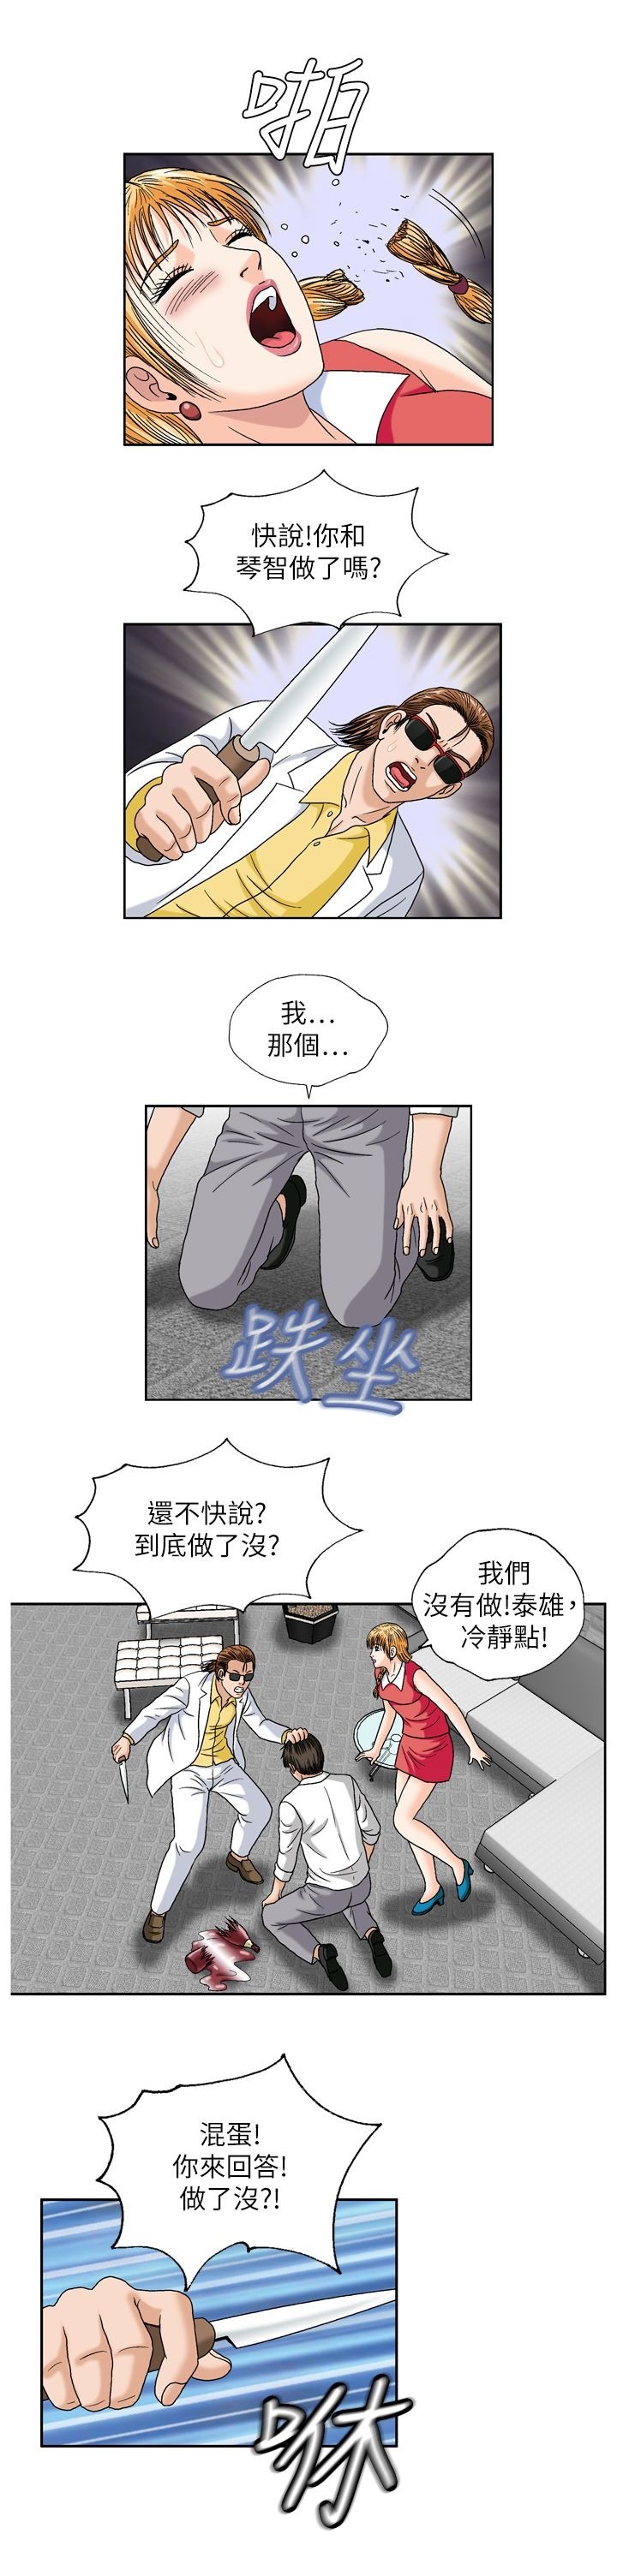 啪
快說!你和
琴智做了嗎?
我...
那個...
跌坐
還不快說?
到底做了沒?
我們
沒有做!泰雄,
冷靜點!
混蛋!
你來回答!
做了沒?!
咻